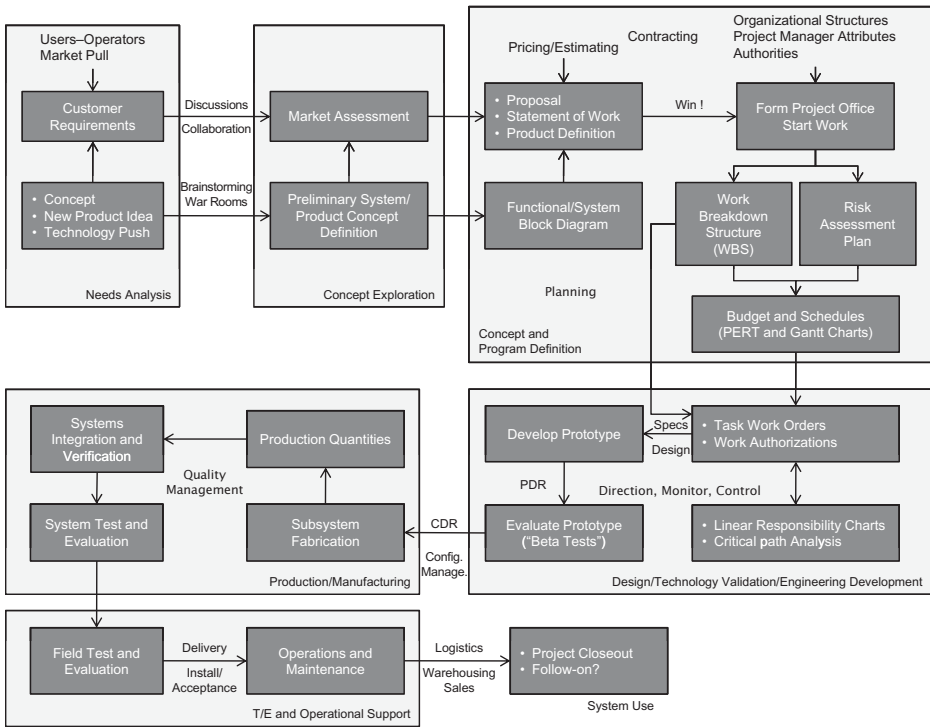 Users–Operators
Market Pull
Customer
Requirements
• Concept
• New Product Idea
• Technology Push
Needs Analysis
Discussions
Collaboration
Brainstorming
War Rooms
Market Assessment
Preliminary System/
Product Concept
Definition
Concept Exploration
Pricing/Estimating
Contracting
Organizational Structures
Project Manager Attributes
Authorities
• Proposal
• Statement of Work
• Product Definition
Win !
Form Project Office
Start Work
Functional/System
Block Diagram
Work
Breakdown
Structure
(WBS)
Risk
Assessment
Plan
Planning
Budget and Schedules
(PERT and Gantt Charts)
Concept and
Program Definition
Systems
Integration and
Verification
Production Quantities
Quality
Management
System Test and
Evaluation
Subsystem
Fabrication
Production/Manufacturing
CDR
Config.
Manage.
Develop Prototype
Specs
Design
• Task Work Orders
• Work Authorizations
PDR
Direction, Monitor, Control
Evaluate Prototype
("Beta Tests")
• Linear Responsibility Charts
• Critical path Analysis
Design/Technology Validation/Engineering Development
Field Test and
Evaluation
Delivery
Install/
Acceptance
Operations and
Maintenance
T/E and Operational Support
Logistics
Warehousing
Sales
• Project Closeout
• Follow-on?
System Use